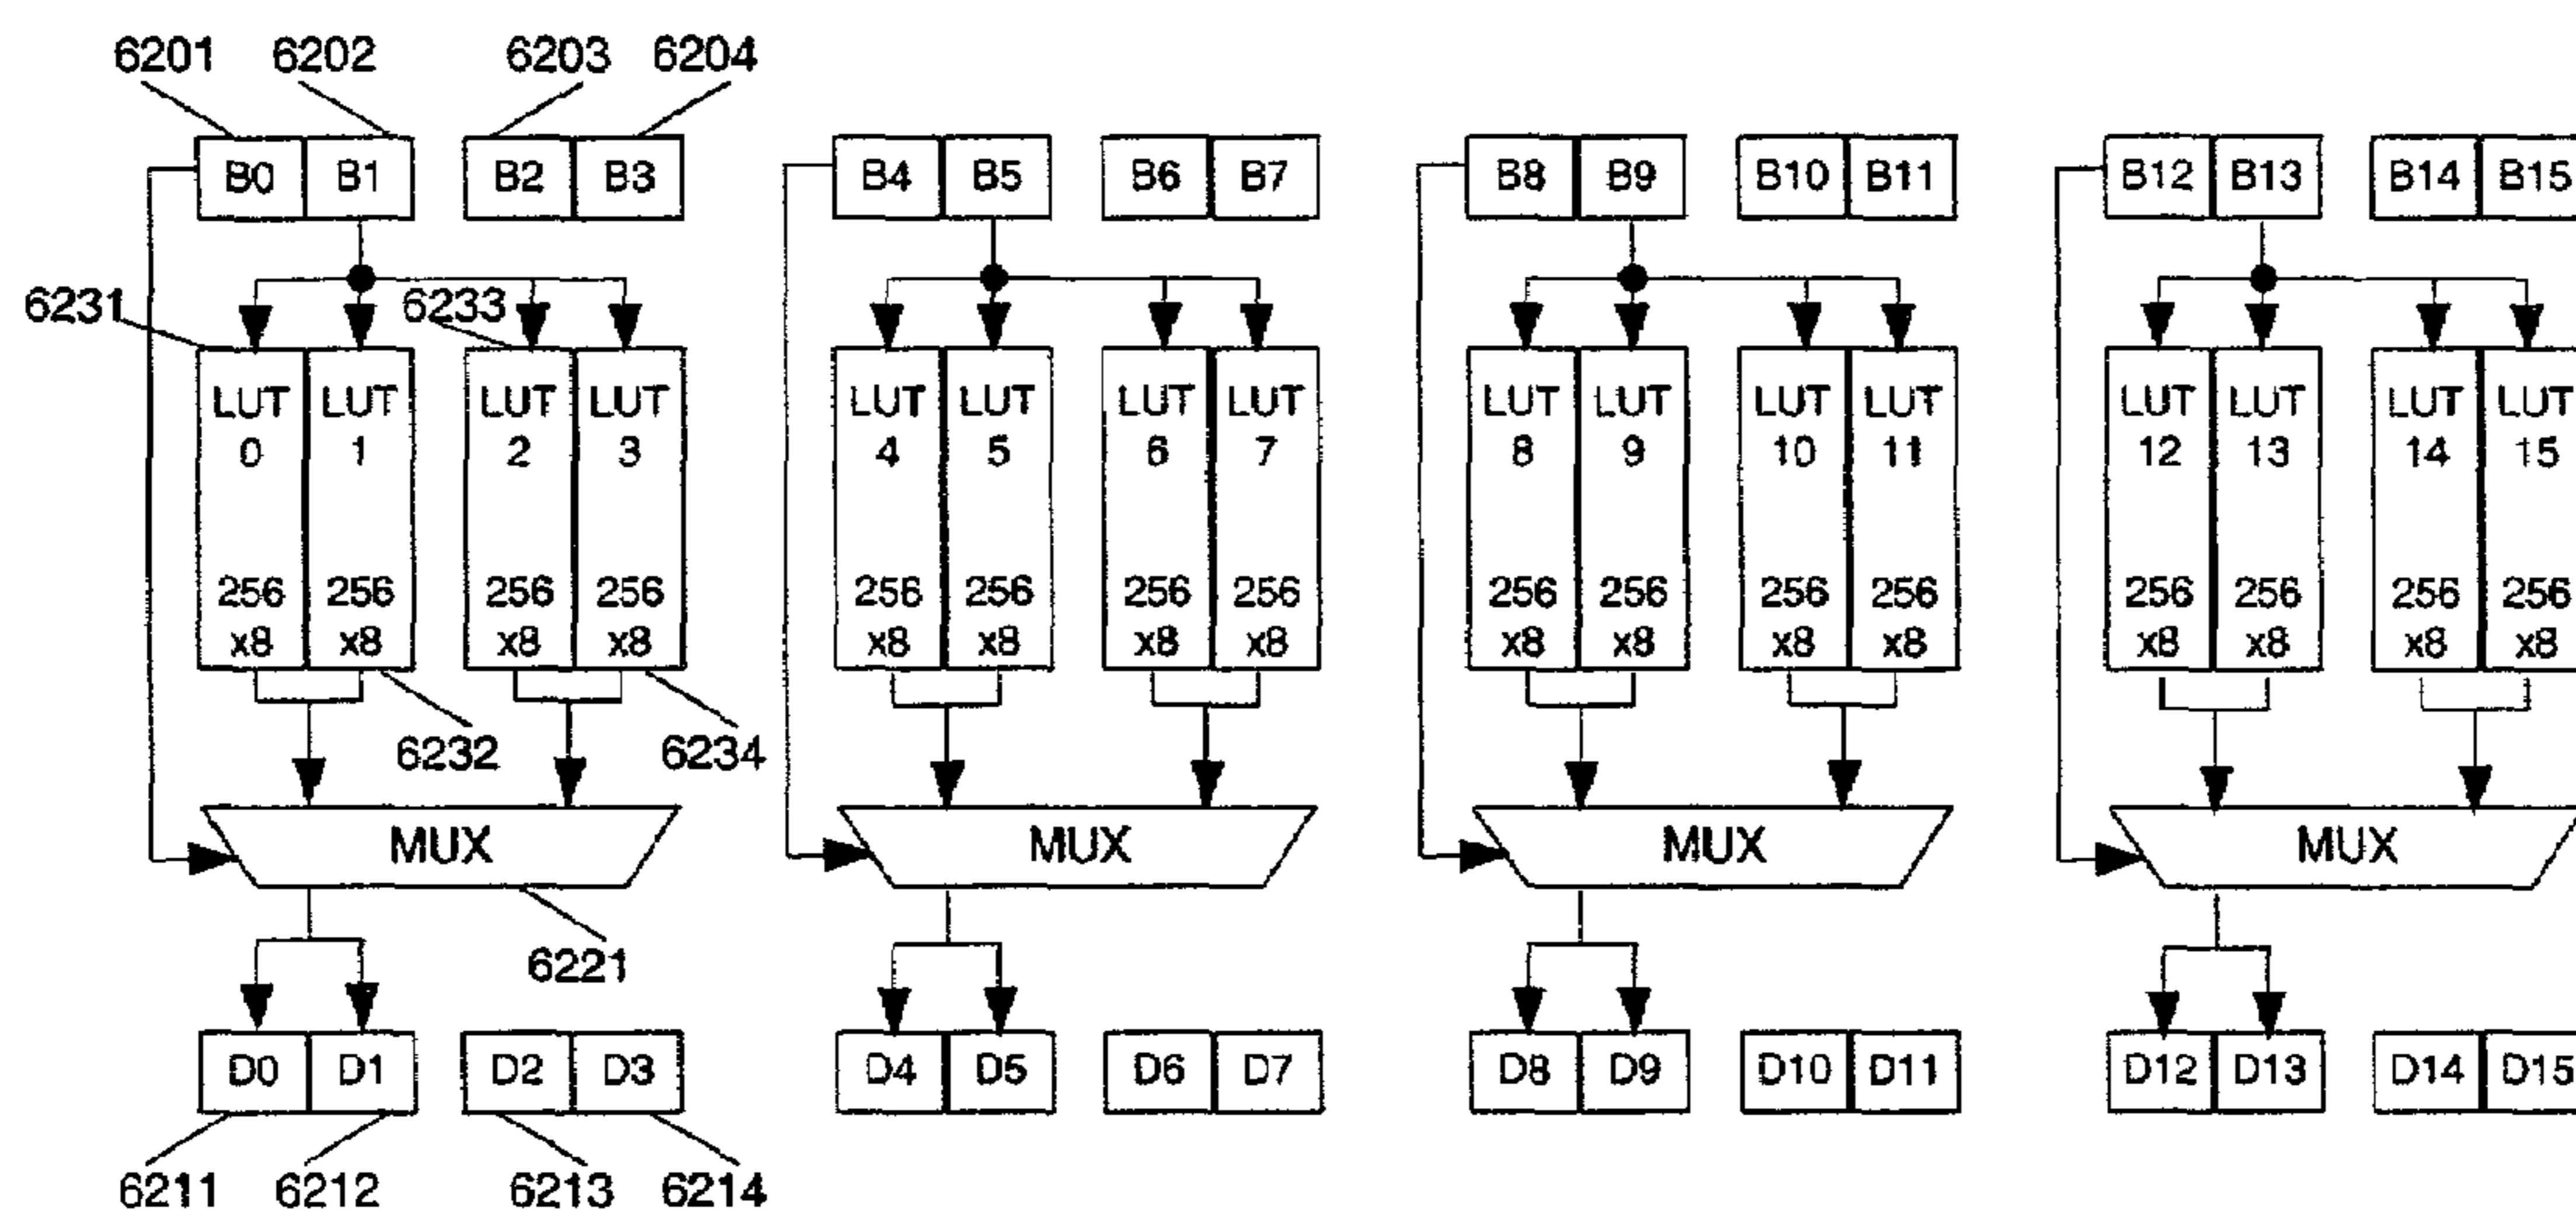 6201 6202 6203 6204
B0 B1 B2 B3 B4 B5 B6 B7 B8 B9 B10 B11 B12 B13 B14 B15
6231 6233
LUT LUT LUT LUT LUT LUT LUT LUT LUT LUT LUT LUT LUT LUT LUT LUT
0 1 2 3 4 5 6 7 8 9 10 11 12 13 14 15
256 256 256 256 256 256 256 256 256 256 256 256 256 256 256 256
x8 x8 x8 x8 x8 x8 x8 x8 x8 x8 x8 x8 x8 x8 x8 x8
6232 6234
MUX MUX MUX MUX
6221
D0 D1 D2 D3 D4 D5 D6 D7 D8 D9 D10 D11 D12 D13 D14 D15
6211 6212 6213 6214